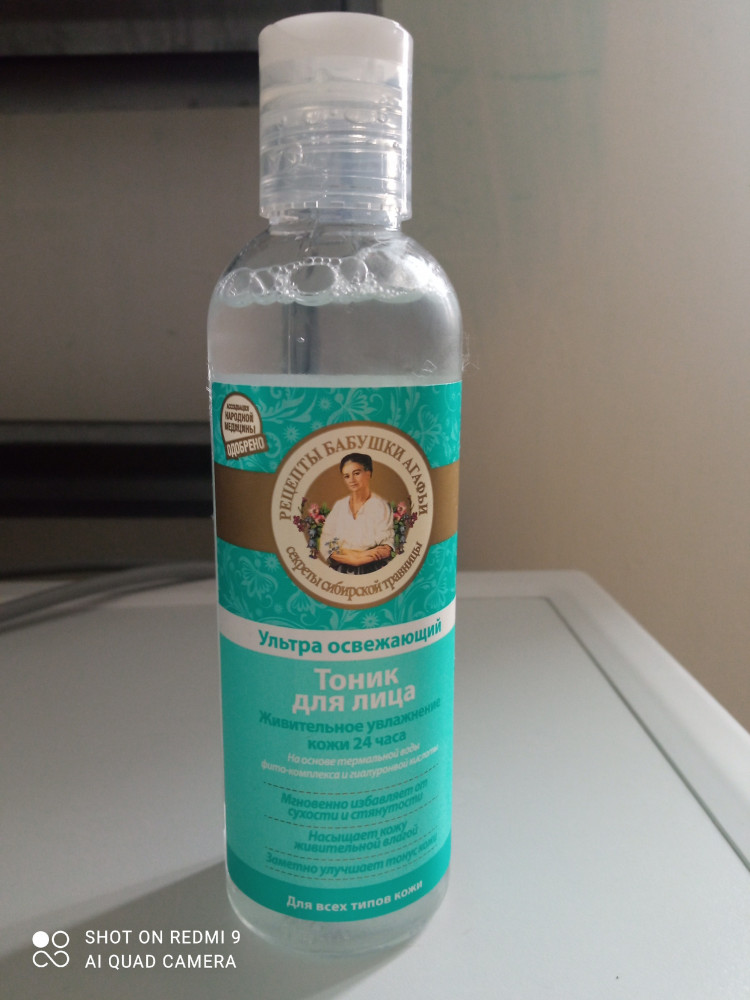 АССОЦИАЦИЯ
НАРОДНОЙ
МЕДИЦИНЫ
ОДОБРЕНО
РЕЦЕПТЫ БАБУШКИ АГАФЬИ
секреты сибирской травницы
Ультра освежающий
Тоник
для лица
Живительное увлажнение
кожи 24 часа
На основе термальной воды
фито-комплекса и гиалуроновой кислоты
Мгновенно избавляет от
сухости и стянутости
Насыщает кожу
живительной влагой
Заметно улучшает тонус кожи
Для всех типов кожи
SHOT ON REDMI 9
AI QUAD CAMERA